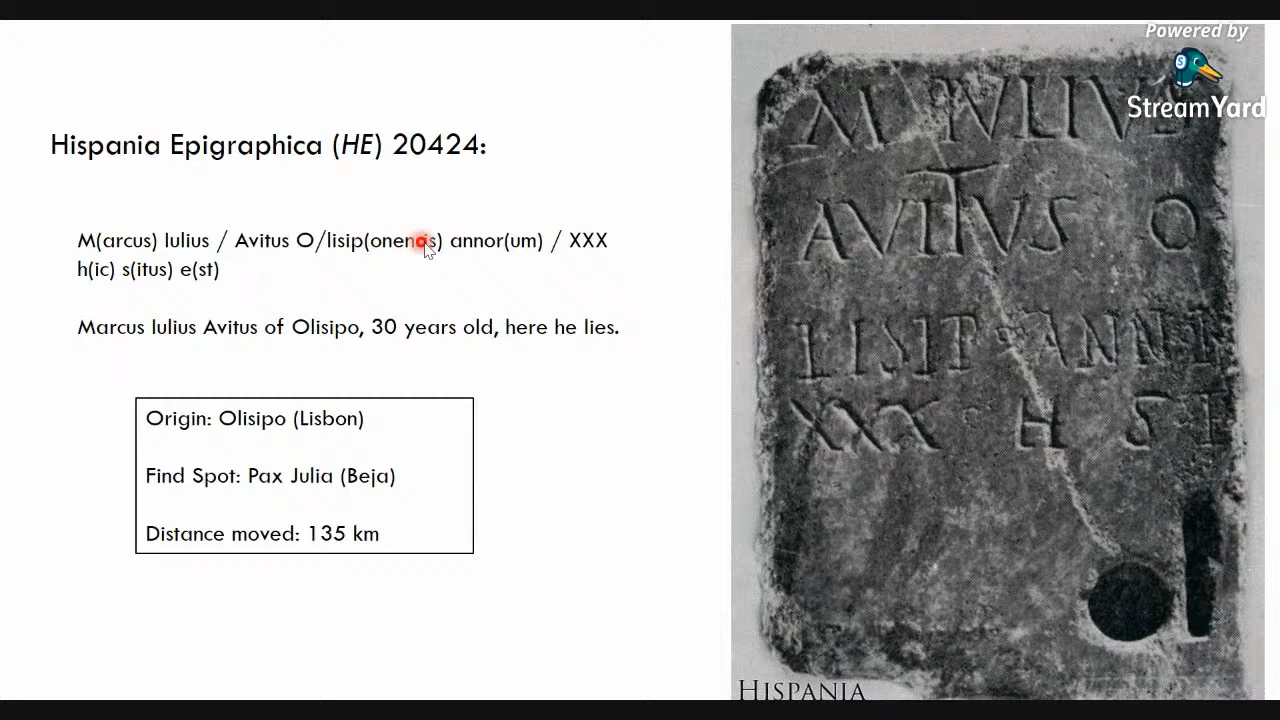 Powered by
StreamYard
Hispania Epigraphica (HE) 20424:
M(arcus) Iulius / Avitus O/lisip(onensis) annor(um) / XXX
h(ic) s(itus) e(st)
Marcus Iulius Avitus of Olisipo, 30 years old, here he lies.
Origin: Olisipo (Lisbon)
Find Spot: Pax Julia (Beja)
Distance moved: 135 km
M IVLIVS
AVITVS O
LISIP ANNOR
XXX H S E
HISPANIA